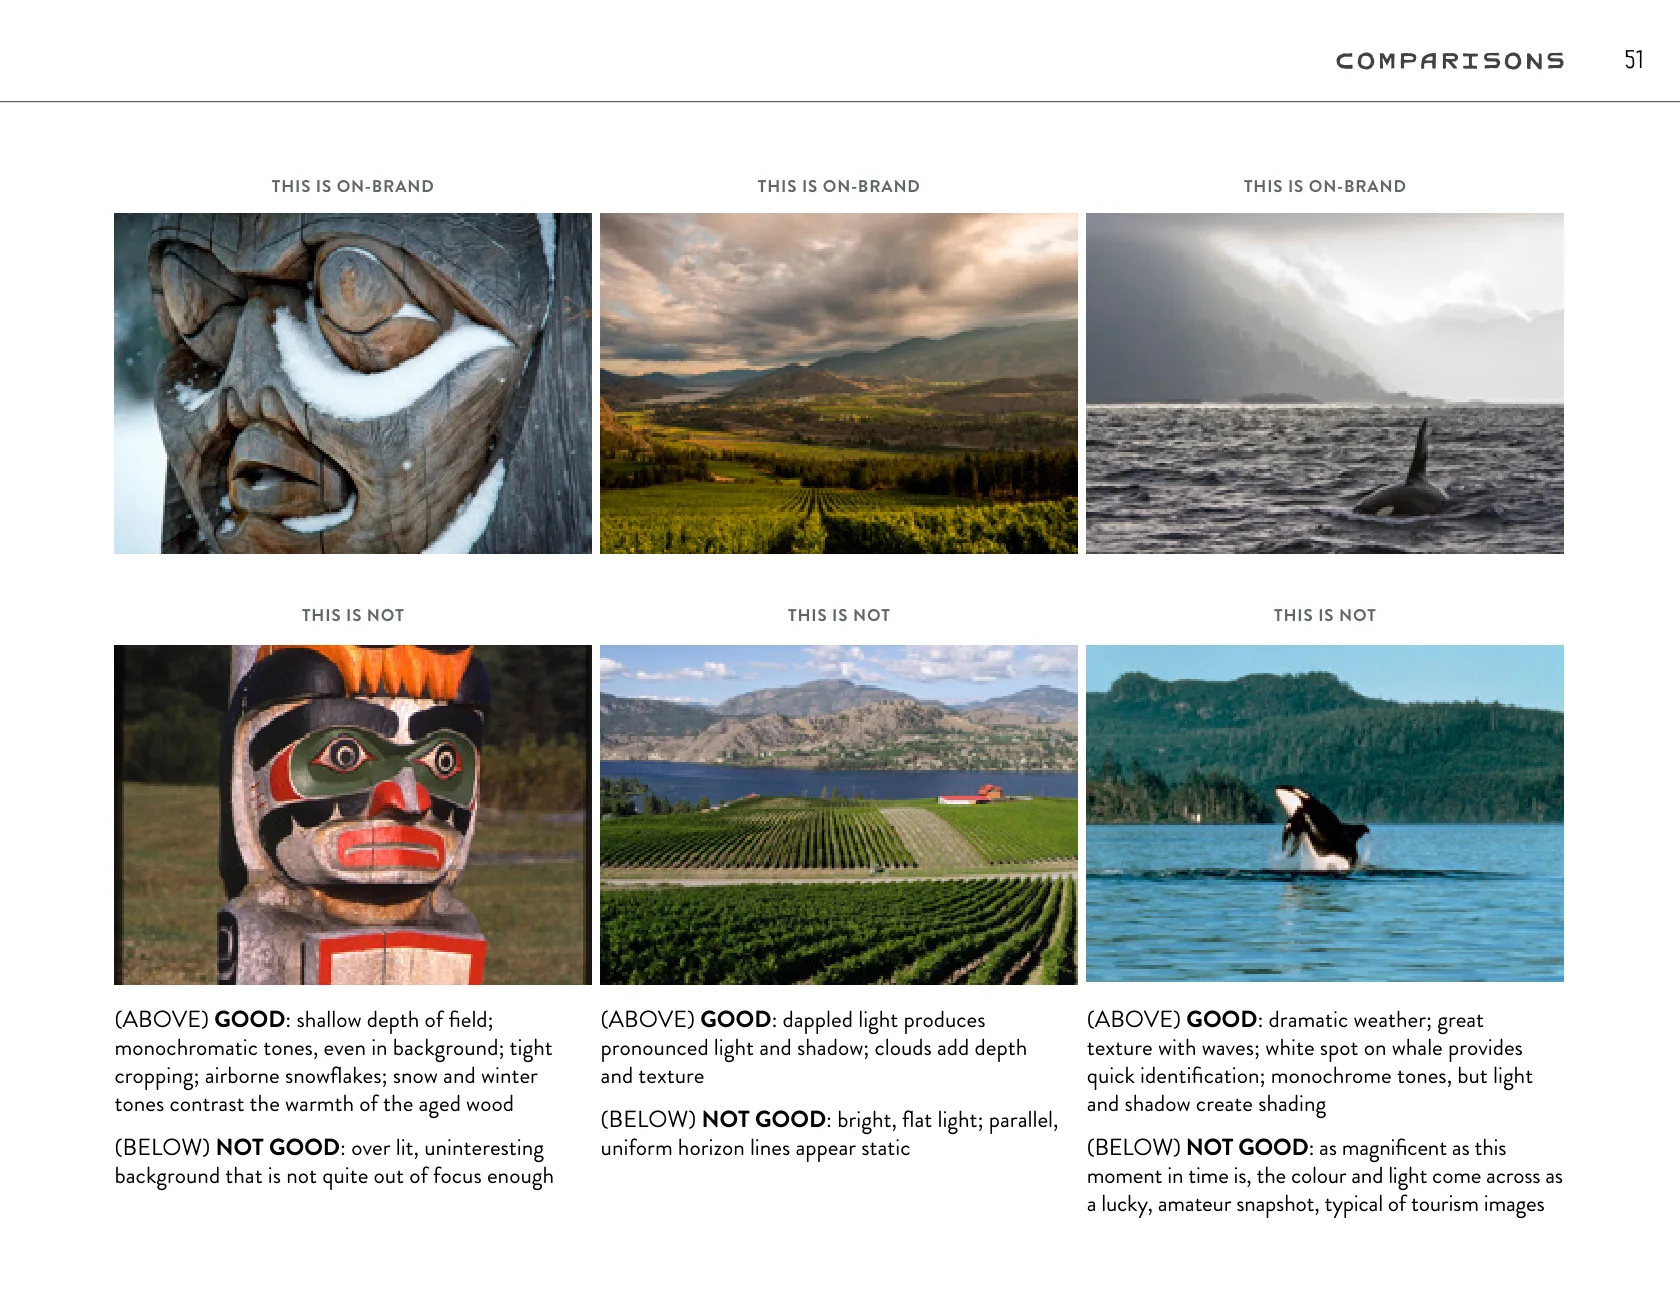 COMPARISONS 51
THIS IS ON-BRAND
THIS IS ON-BRAND
THIS IS ON-BRAND
THIS IS NOT
THIS IS NOT
THIS IS NOT
(ABOVE) GOOD: shallow depth of field;
monochromatic tones, even in background; tight
cropping; airborne snowflakes; snow and winter
tones contrast the warmth of the aged wood
(BELOW) NOT GOOD: over lit, uninteresting
background that is not quite out of focus enough
(ABOVE) GOOD: dappled light produces
pronounced light and shadow; clouds add depth
and texture
(BELOW) NOT GOOD: bright, flat light; parallel,
uniform horizon lines appear static
(ABOVE) GOOD: dramatic weather; great
texture with waves; white spot on whale provides
quick identification; monochrome tones, but light
and shadow create shading
(BELOW) NOT GOOD: as magnificent as this
moment in time is, the colour and light come across as
a lucky, amateur snapshot, typical of tourism images